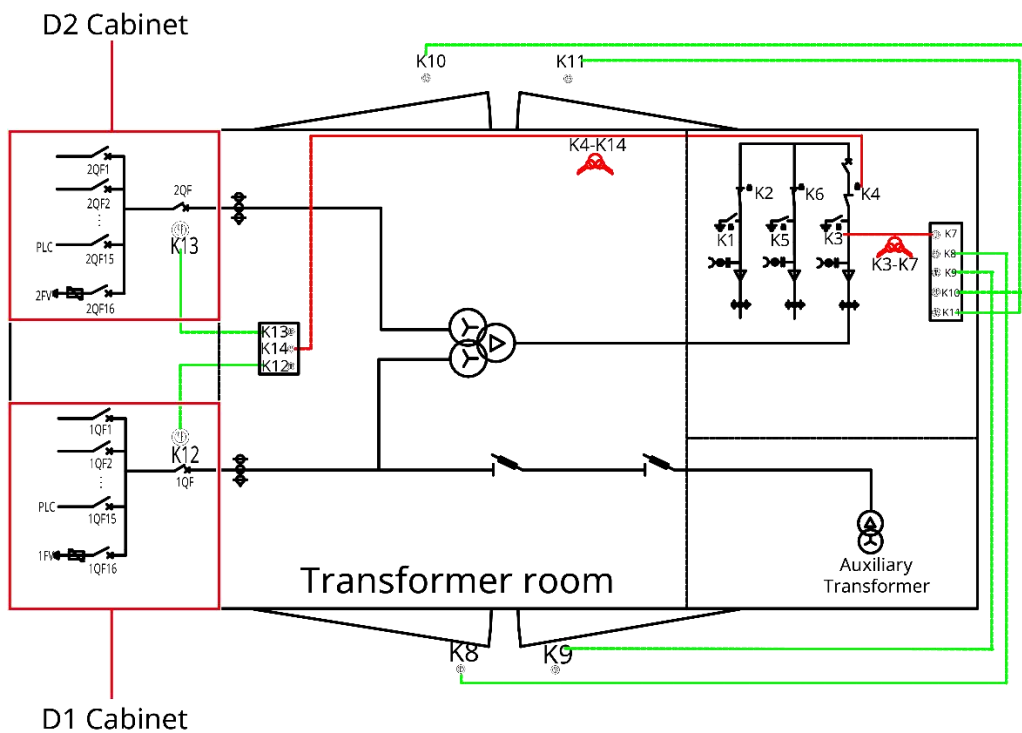 D2 Cabinet
K10
K11
K4-K14
2QF1
2QF2
2QF
PLC
K13
2QF15
2FV
2QF16
K2
K6
K4
K1
K5
K3
K3-K7
K7
K8
K9
K10
K11
K13
K14
K12
1QF1
1QF2
K12
1QF
PLC
1QF15
1FV
1QF16
Transformer room
Auxiliary
Transformer
K8
K9
D1 Cabinet